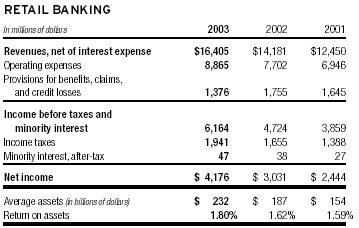 RETAIL BANKING
In millions of dollars 2003 2002 2001
Revenues, net of interest expense $16,405 $14,181 $12,450
Operating expenses 8,865 7,702 6,946
Provisions for benefits, claims,
and credit losses 1,376 1,755 1,645
Income before taxes and
minority interest 6,164 4,724 3,859
Income taxes 1,941 1,655 1,388
Minority interest, after-tax 47 38 27
Net income $ 4,176 $ 3,031 $ 2,444
Average assets (in billions of dollars) $ 232 $ 187 $ 154
Return on assets 1.80% 1.62% 1.59%